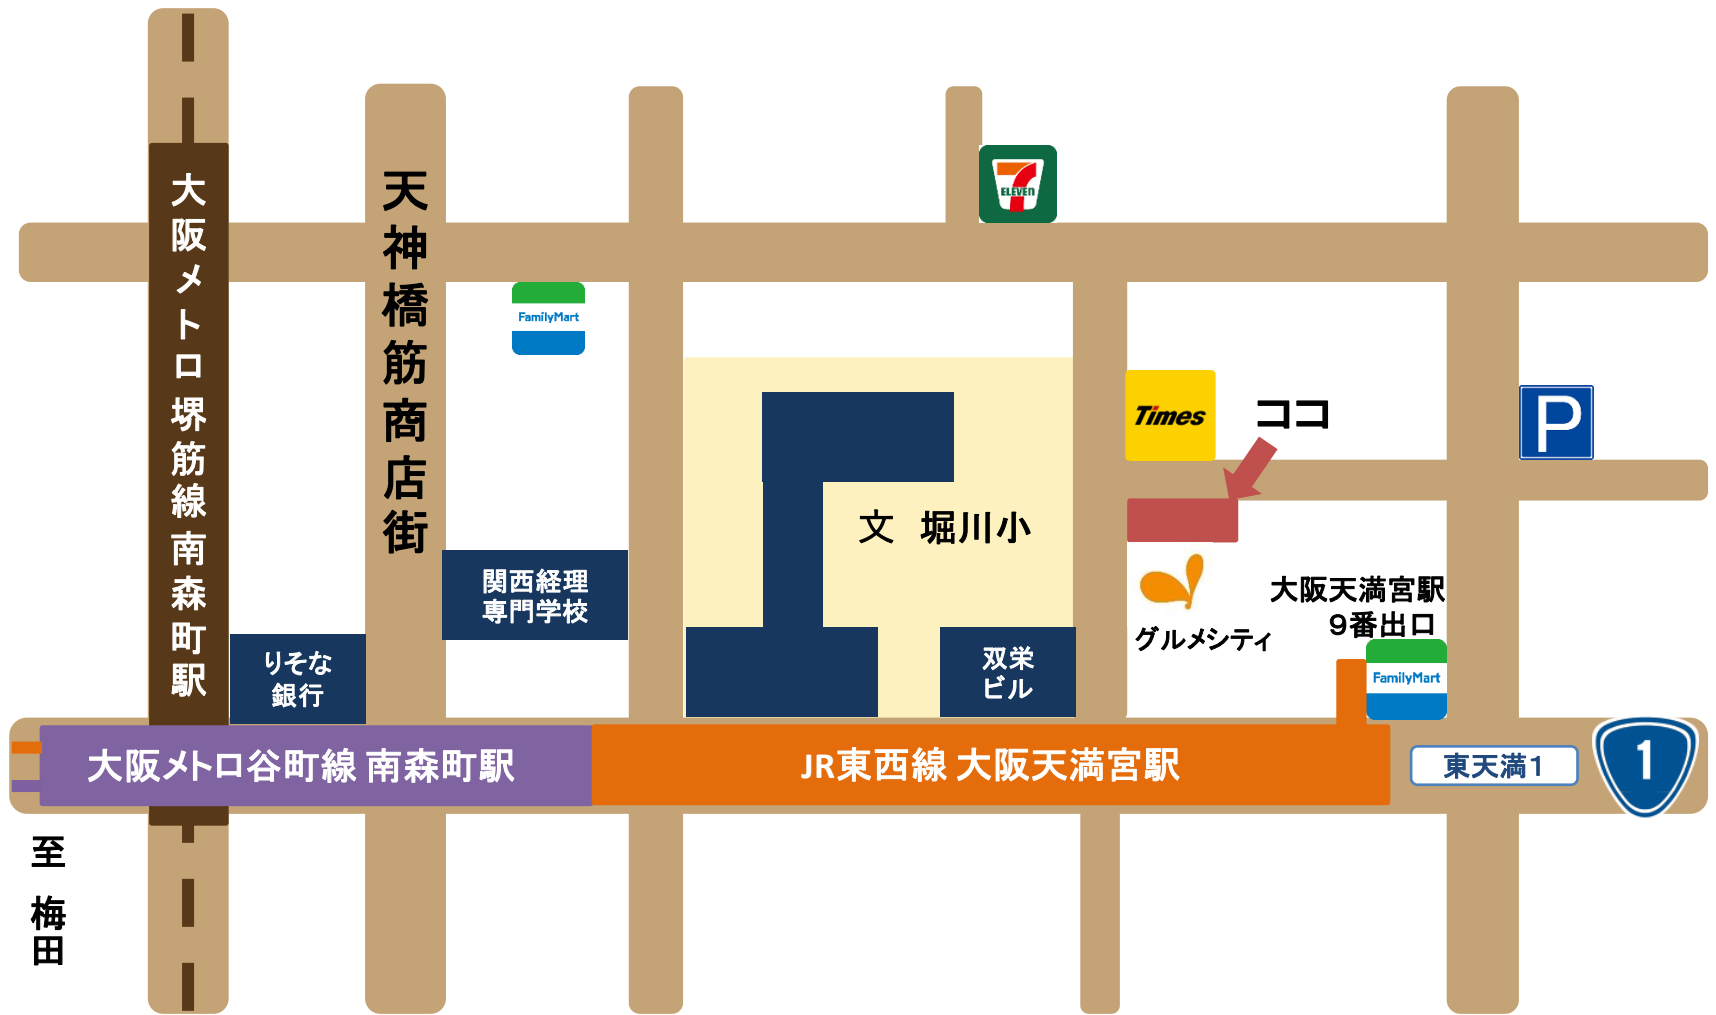 大阪メトロ堺筋線南森町駅
天神橋筋商店街
ELEVEN
FamilyMart
Times
ココ
P
文 堀川小
関西経理
専門学校
りそな
銀行
双栄
ビル
グルメシティ
大阪天満宮駅
9番出口
FamilyMart
大阪メトロ谷町線 南森町駅
JR東西線 大阪天満宮駅
東天満1
1
至 梅田